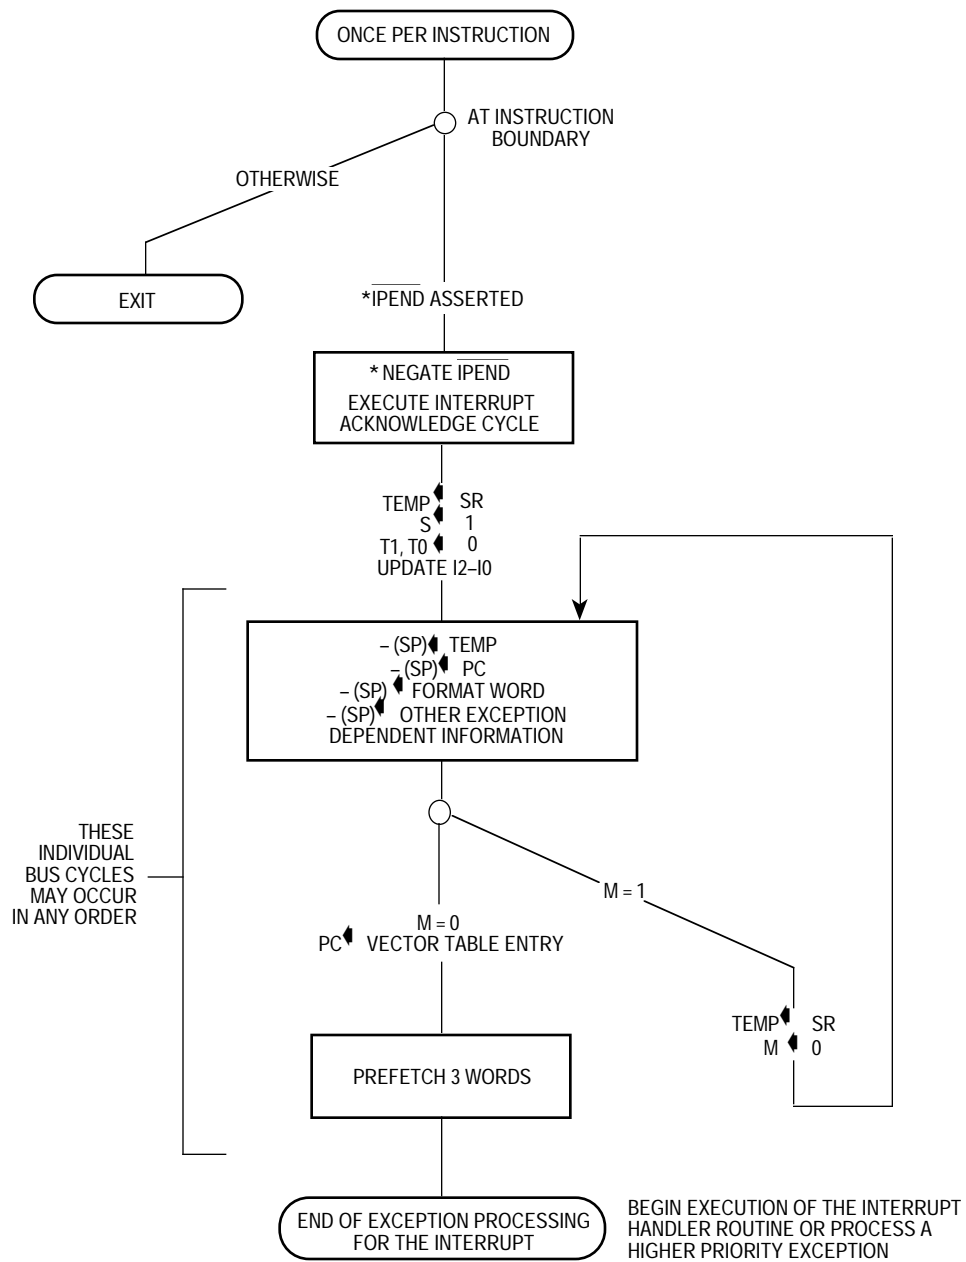 ONCE PER INSTRUCTION
AT INSTRUCTION
BOUNDARY
OTHERWISE
EXIT
*IPEND ASSERTED
* NEGATE IPEND
EXECUTE INTERRUPT
ACKNOWLEDGE CYCLE
TEMP SR
S 1
T1, T0 0
UPDATE I2–I0
– (SP) TEMP
– (SP) PC
– (SP) FORMAT WORD
– (SP) OTHER EXCEPTION
DEPENDENT INFORMATION
THESE
INDIVIDUAL
BUS CYCLES
MAY OCCUR
IN ANY ORDER
M = 1
M = 0
PC VECTOR TABLE ENTRY
TEMP SR
M 0
PREFETCH 3 WORDS
END OF EXCEPTION PROCESSING
FOR THE INTERRUPT
BEGIN EXECUTION OF THE INTERRUPT
HANDLER ROUTINE OR PROCESS A
HIGHER PRIORITY EXCEPTION